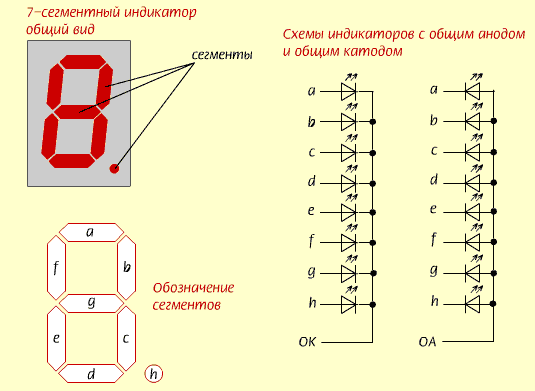 7-сегментный индикатор
общий вид
сегменты
a
f
b
g
e
c
d
h
Обозначение
сегментов
Схемы индикаторов с общим анодом
и общим катодом
a
b
c
d
e
f
g
h
ОК
a
b
c
d
e
f
g
h
ОА